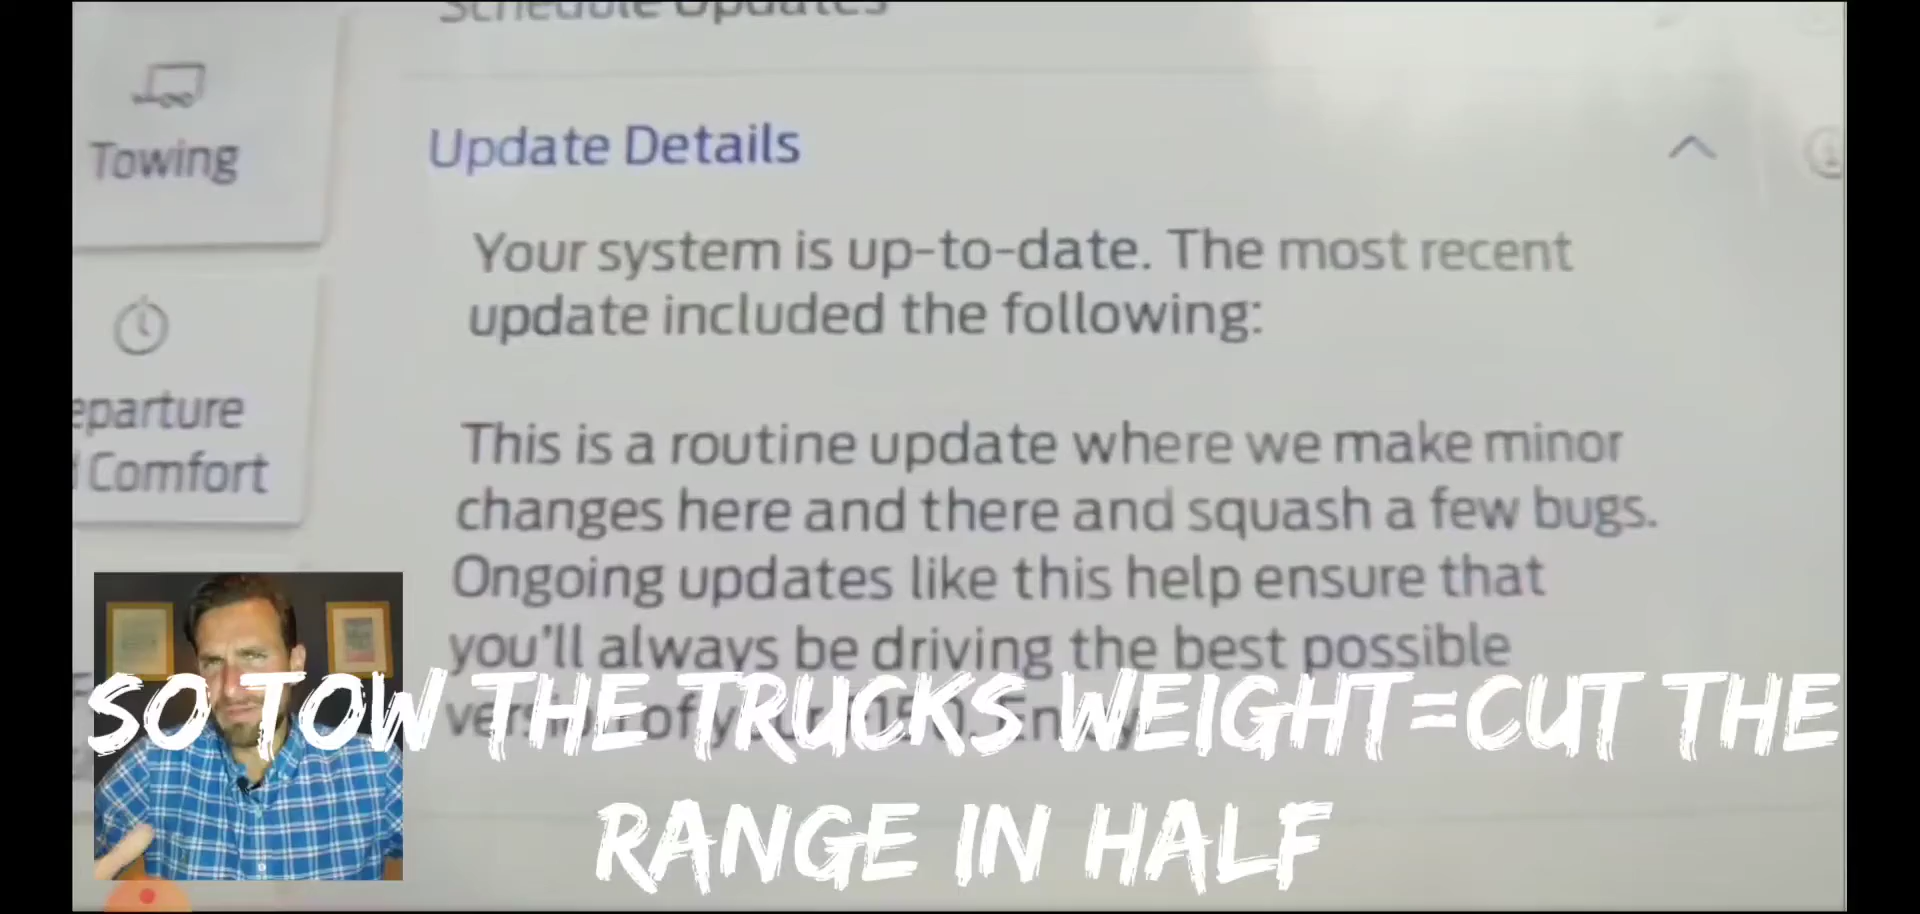 Schedule Updates
Towing
Update Details
Your system is up-to-date. The most recent
update included the following:
eparture
Comfort
This is a routine update where we make minor
changes here and there and squash a few bugs.
Ongoing updates like this help ensure that
you'll always be driving the best possible
SO TOW THE TRUCKS WEIGHT=CUT THE
RANGE IN HALF